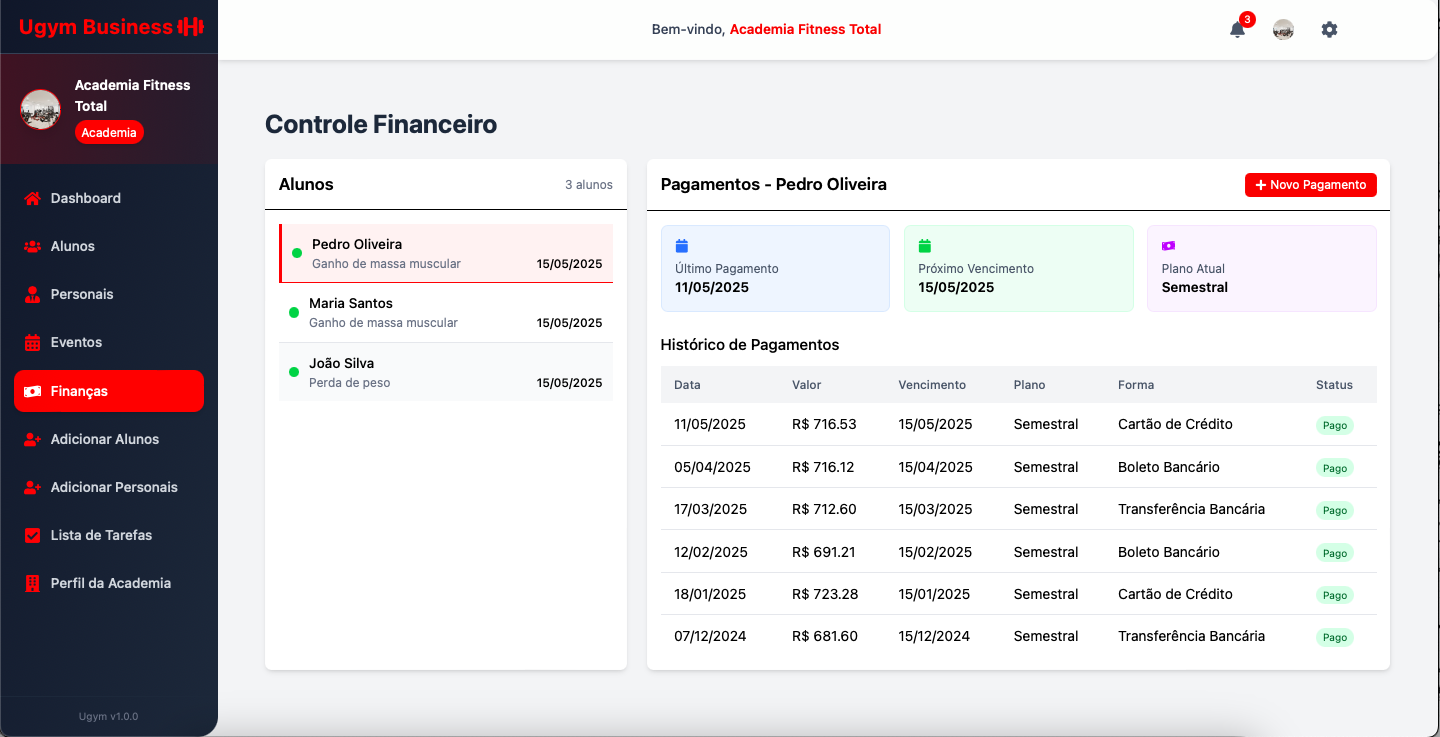 Ugym Business
Academia Fitness
Total
Academia
Dashboard
Alunos
Personais
Eventos
Finanças
Adicionar Alunos
Adicionar Personais
Lista de Tarefas
Perfil da Academia
Ugym v1.0.0
Bem-vindo, Academia Fitness Total
3
Controle Financeiro
Alunos 3 alunos
Pedro Oliveira
Ganho de massa muscular 15/05/2025
Maria Santos
Ganho de massa muscular 15/05/2025
João Silva
Perda de peso 15/05/2025
Pagamentos - Pedro Oliveira + Novo Pagamento
Último Pagamento
11/05/2025
Próximo Vencimento
15/05/2025
Plano Atual
Semestral
Histórico de Pagamentos
Data Valor Vencimento Plano Forma Status
11/05/2025 R$ 716.53 15/05/2025 Semestral Cartão de Crédito Pago
05/04/2025 R$ 716.12 15/04/2025 Semestral Boleto Bancário Pago
17/03/2025 R$ 712.60 15/03/2025 Semestral Transferência Bancária Pago
12/02/2025 R$ 691.21 15/02/2025 Semestral Boleto Bancário Pago
18/01/2025 R$ 723.28 15/01/2025 Semestral Cartão de Crédito Pago
07/12/2024 R$ 681.60 15/12/2024 Semestral Transferência Bancária Pago